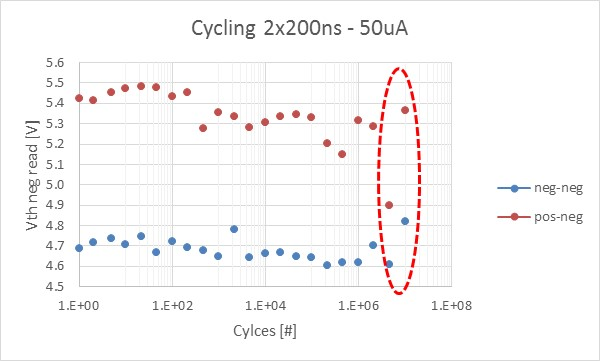 Cycling 2x200ns - 50uA
5.6
5.5
5.4
5.3
5.2
5.1
5.0
4.9
4.8
4.7
4.6
4.5
Vth neg read [V]
1.E+00
1.E+02
1.E+04
1.E+06
1.E+08
Cylces [#]
neg-neg
pos-neg